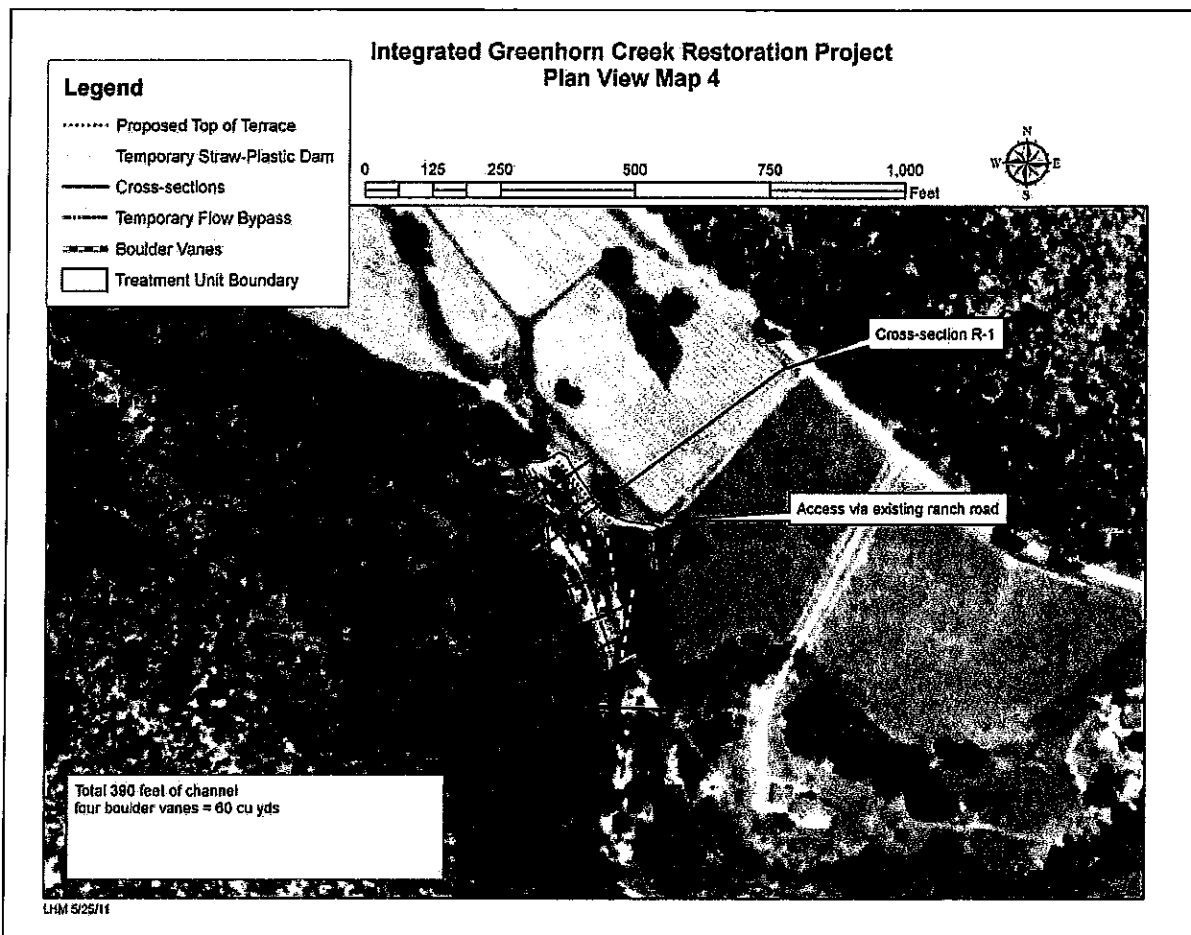 Integrated Greenhorn Creek Restoration Project
Plan View Map 4
Legend
Proposed Top of Terrace
Temporary Straw-Plastic Dam
Cross-sections
Temporary Flow Bypass
Boulder Vanes
Treatment Unit Boundary
0 125 250 500 750 1,000
Feet
N
W E
S
Cross-section R-1
Access via existing ranch road
Total 390 feet of channel
four boulder vanes = 60 cu yds
LHM 5/25/11